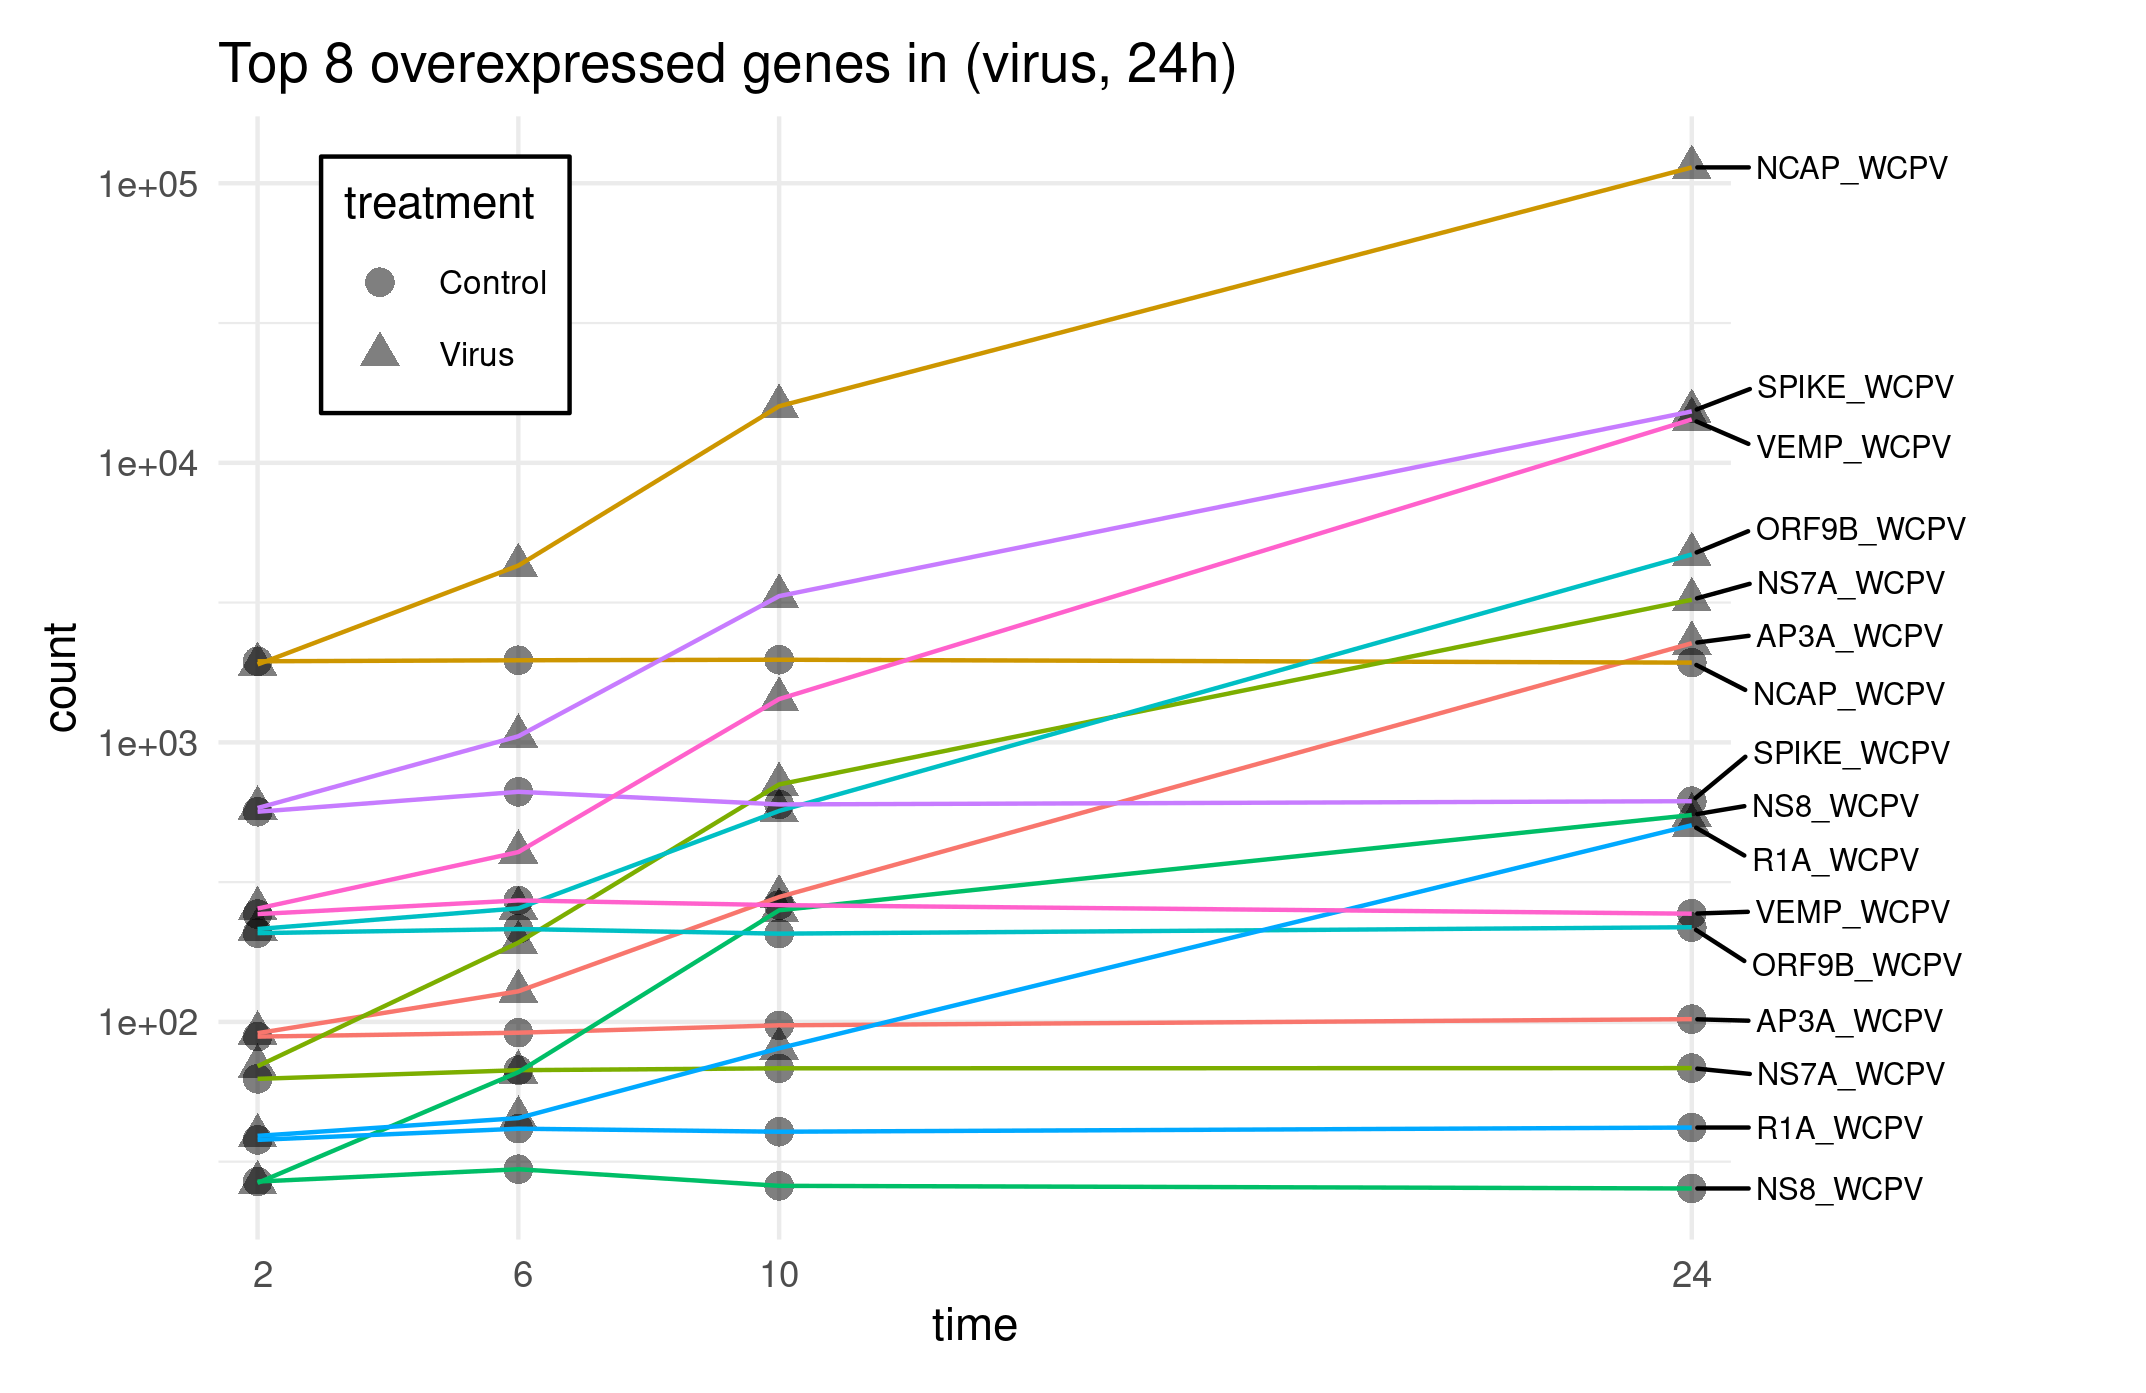 Top 8 overexpressed genes in (virus, 24h)
treatment
Control
Virus
count
1e+05
1e+04
1e+03
1e+02
NCAP_WCPV
SPIKE_WCPV
VEMP_WCPV
ORF9B_WCPV
NS7A_WCPV
AP3A_WCPV
NCAP_WCPV
SPIKE_WCPV
NS8_WCPV
R1A_WCPV
VEMP_WCPV
ORF9B_WCPV
AP3A_WCPV
NS7A_WCPV
R1A_WCPV
NS8_WCPV
2 6 10 24
time